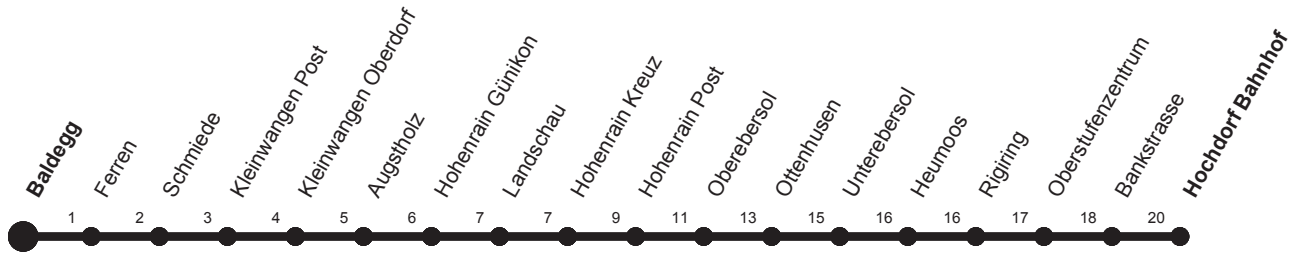 Baldegg
Ferren
Schmiede
Kleinwangen Post
Kleinwangen Oberdorf
Augstholz
Hohenrain Günikon
Landschau
Hohenrain Kreuz
Hohenrain Post
Oberebersol
Ottenhusen
Unterebersol
Heumoos
Rigiring
Oberstufenzentrum
Bankstrasse
Hochdorf Bahnhof
1 2 3 4 5 6 7 7 9 11 13 15 16 16 17 18 20